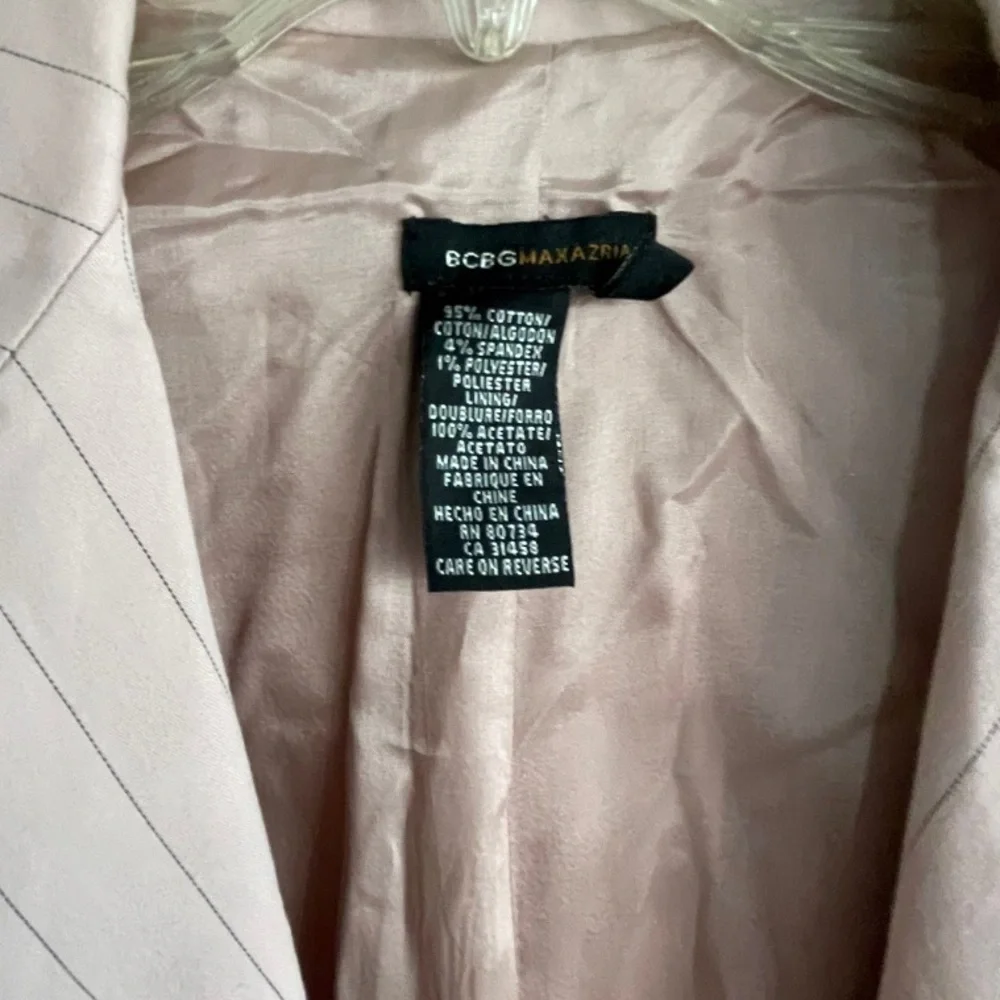 BCBGMAXAZRIA
95% COTTON/
COTON/ALGODON
4% SPANDEX
1% POLYESTER/
POLIESTER
LINING/
DOUBLURE/FORRO
100% ACETATE/
ACETATO
MADE IN CHINA
FABRIQUE EN
CHINE
HECHO EN CHINA
RN 80734
CA 31458
CARE ON REVERSE